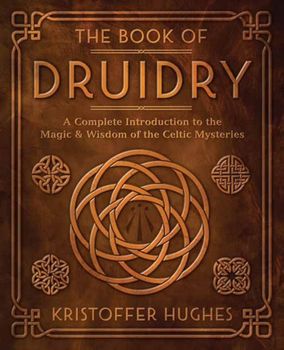 THE BOOK OF
DRUIDRY
A Complete Introduction to the
Magic & Wisdom of the Celtic Mysteries
KRISTOFFER HUGHES